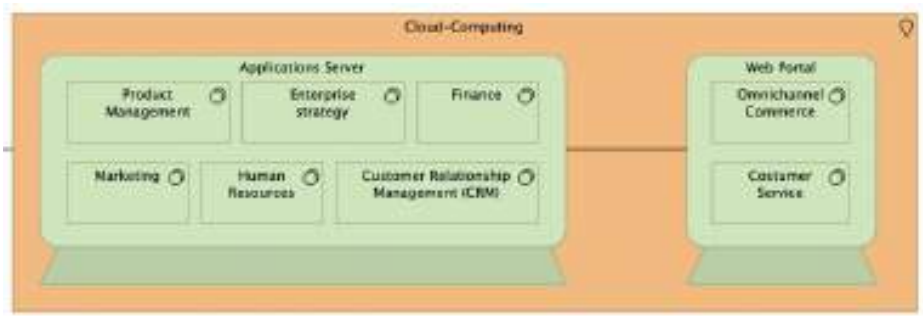 Cloud-Computing
Applications Server
Product
Management
Enterprise
strategy
Finance
Marketing
Human
Resources
Customer Relationship
Management (CRM)
Web Portal
Omnichannel
Commerce
Costumer
Service